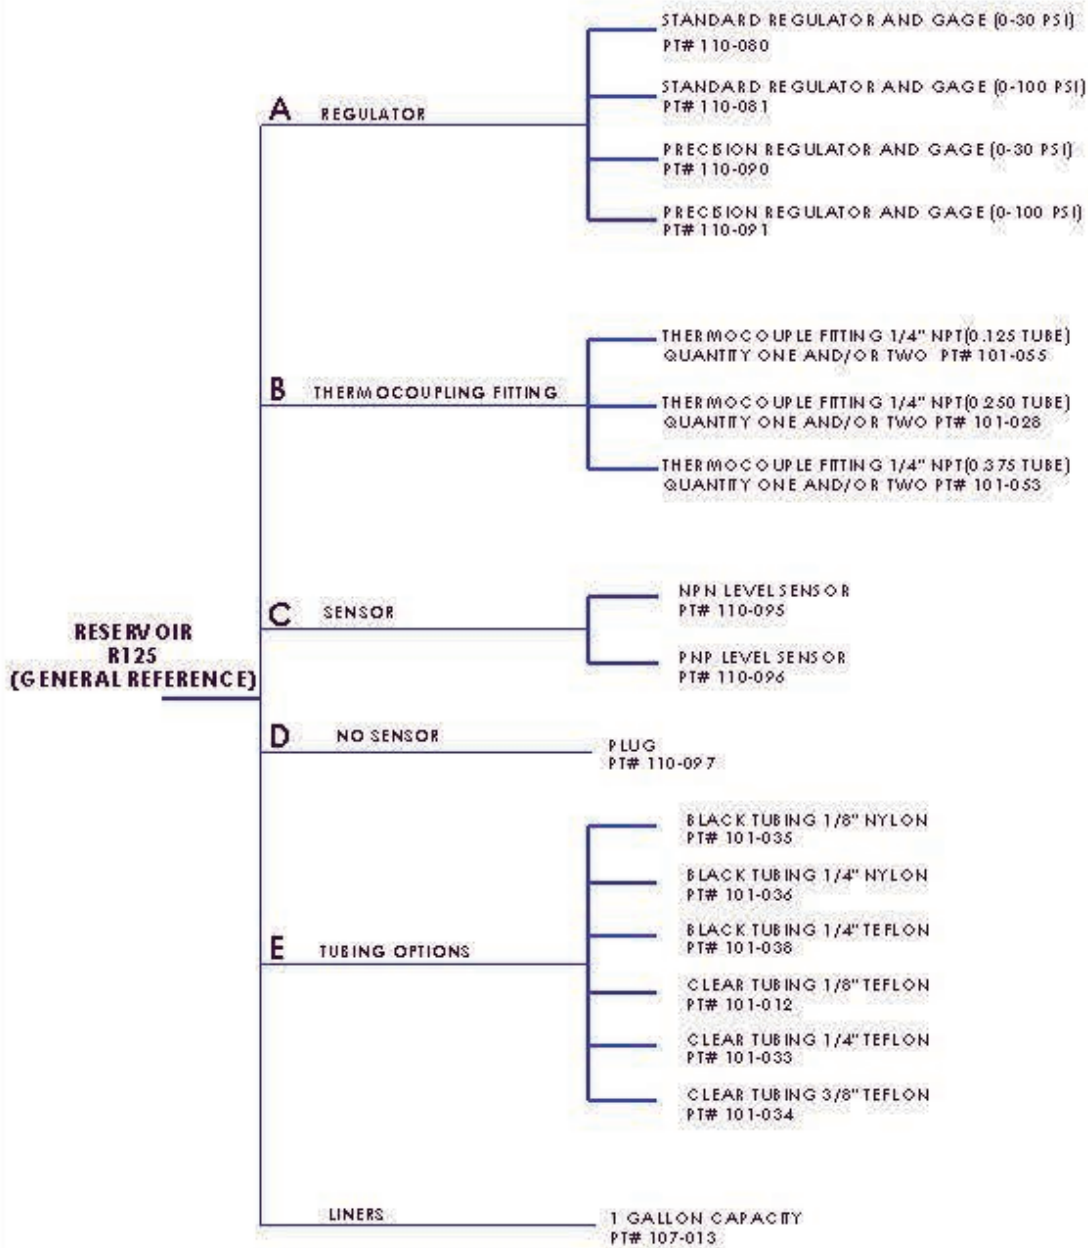 STANDARD REGULATOR AND GAGE (0-30 PSI)
PT# 110-080
STANDARD REGULATOR AND GAGE (0-100 PSI)
PT# 110-081
A REGULATOR
PRECISION REGULATOR AND GAGE (0-30 PSI)
PT# 110-090
PRECISION REGULATOR AND GAGE (0-100 PSI)
PT# 110-091
THERMOCOUPLE FITTING 1/4" NPT(0.125 TUBE)
QUANTITY ONE AND/OR TWO PT# 101-055
B THERMOCOUPLING FITTING
THERMOCOUPLE FITTING 1/4" NPT(0.250 TUBE)
QUANTITY ONE AND/OR TWO PT# 101-028
THERMOCOUPLE FITTING 1/4" NPT(0.375 TUBE)
QUANTITY ONE AND/OR TWO PT# 101-053
NPN LEVEL SENSOR
PT# 110-095
C SENSOR
RESERVOIR
R125
(GENERAL REFERENCE)
PNP LEVEL SENSOR
PT# 110-096
D NO SENSOR
PLUG
PT# 110-097
BLACK TUBING 1/8" NYLON
PT# 101-035
BLACK TUBING 1/4" NYLON
PT# 101-036
BLACK TUBING 1/4" TEFLON
PT# 101-038
E TUBING OPTIONS
CLEAR TUBING 1/8" TEFLON
PT# 101-012
CLEAR TUBING 1/4" TEFLON
PT# 101-033
CLEAR TUBING 3/8" TEFLON
PT# 101-034
LINERS
1 GALLON CAPACITY
PT# 107-013